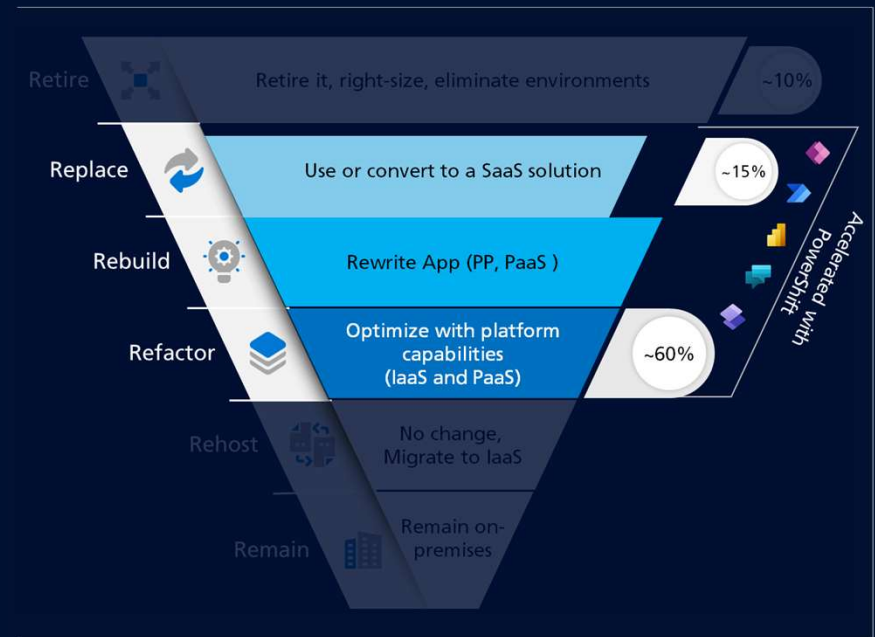 Retire
Retire it, right-size, eliminate environments
~10%
Replace
Use or convert to a SaaS solution
~15%
Rebuild
Rewrite App (PP, PaaS )
Refactor
Optimize with platform
capabilities
(IaaS and PaaS)
~60%
Accelerated with
PowerShift
Rehost
No change,
Migrate to IaaS
Remain
Remain on-
premises